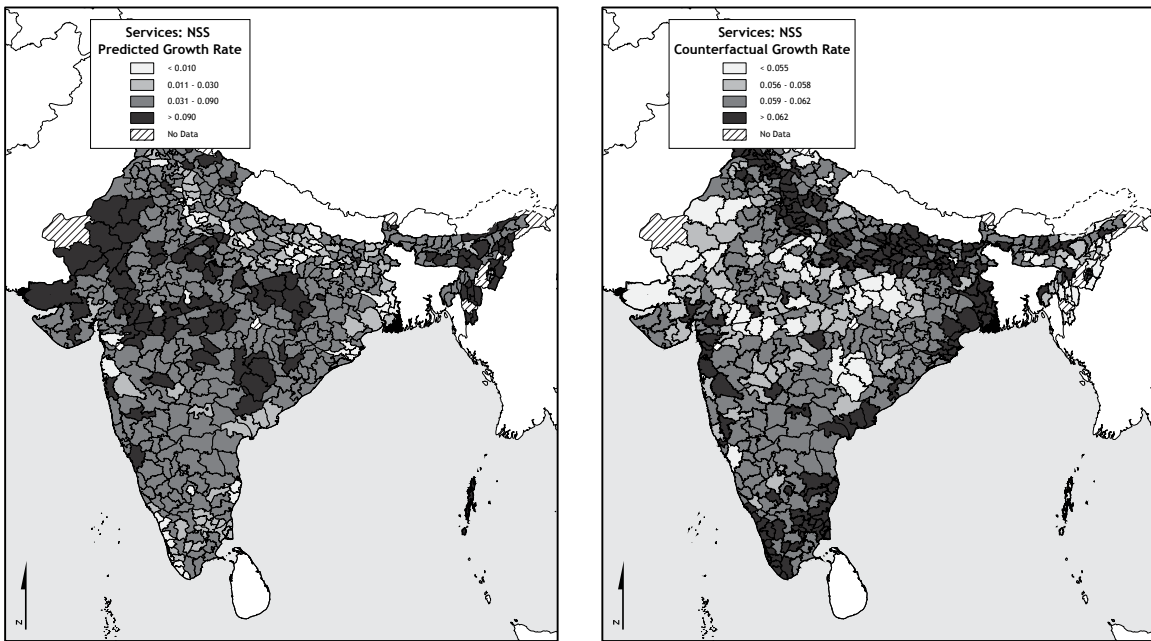 Services: NSS
Predicted Growth Rate
< 0.010
0.011 - 0.030
0.031 - 0.090
> 0.090
No Data
N
Services: NSS
Counterfactual Growth Rate
< 0.055
0.056 - 0.058
0.059 - 0.062
> 0.062
No Data
N